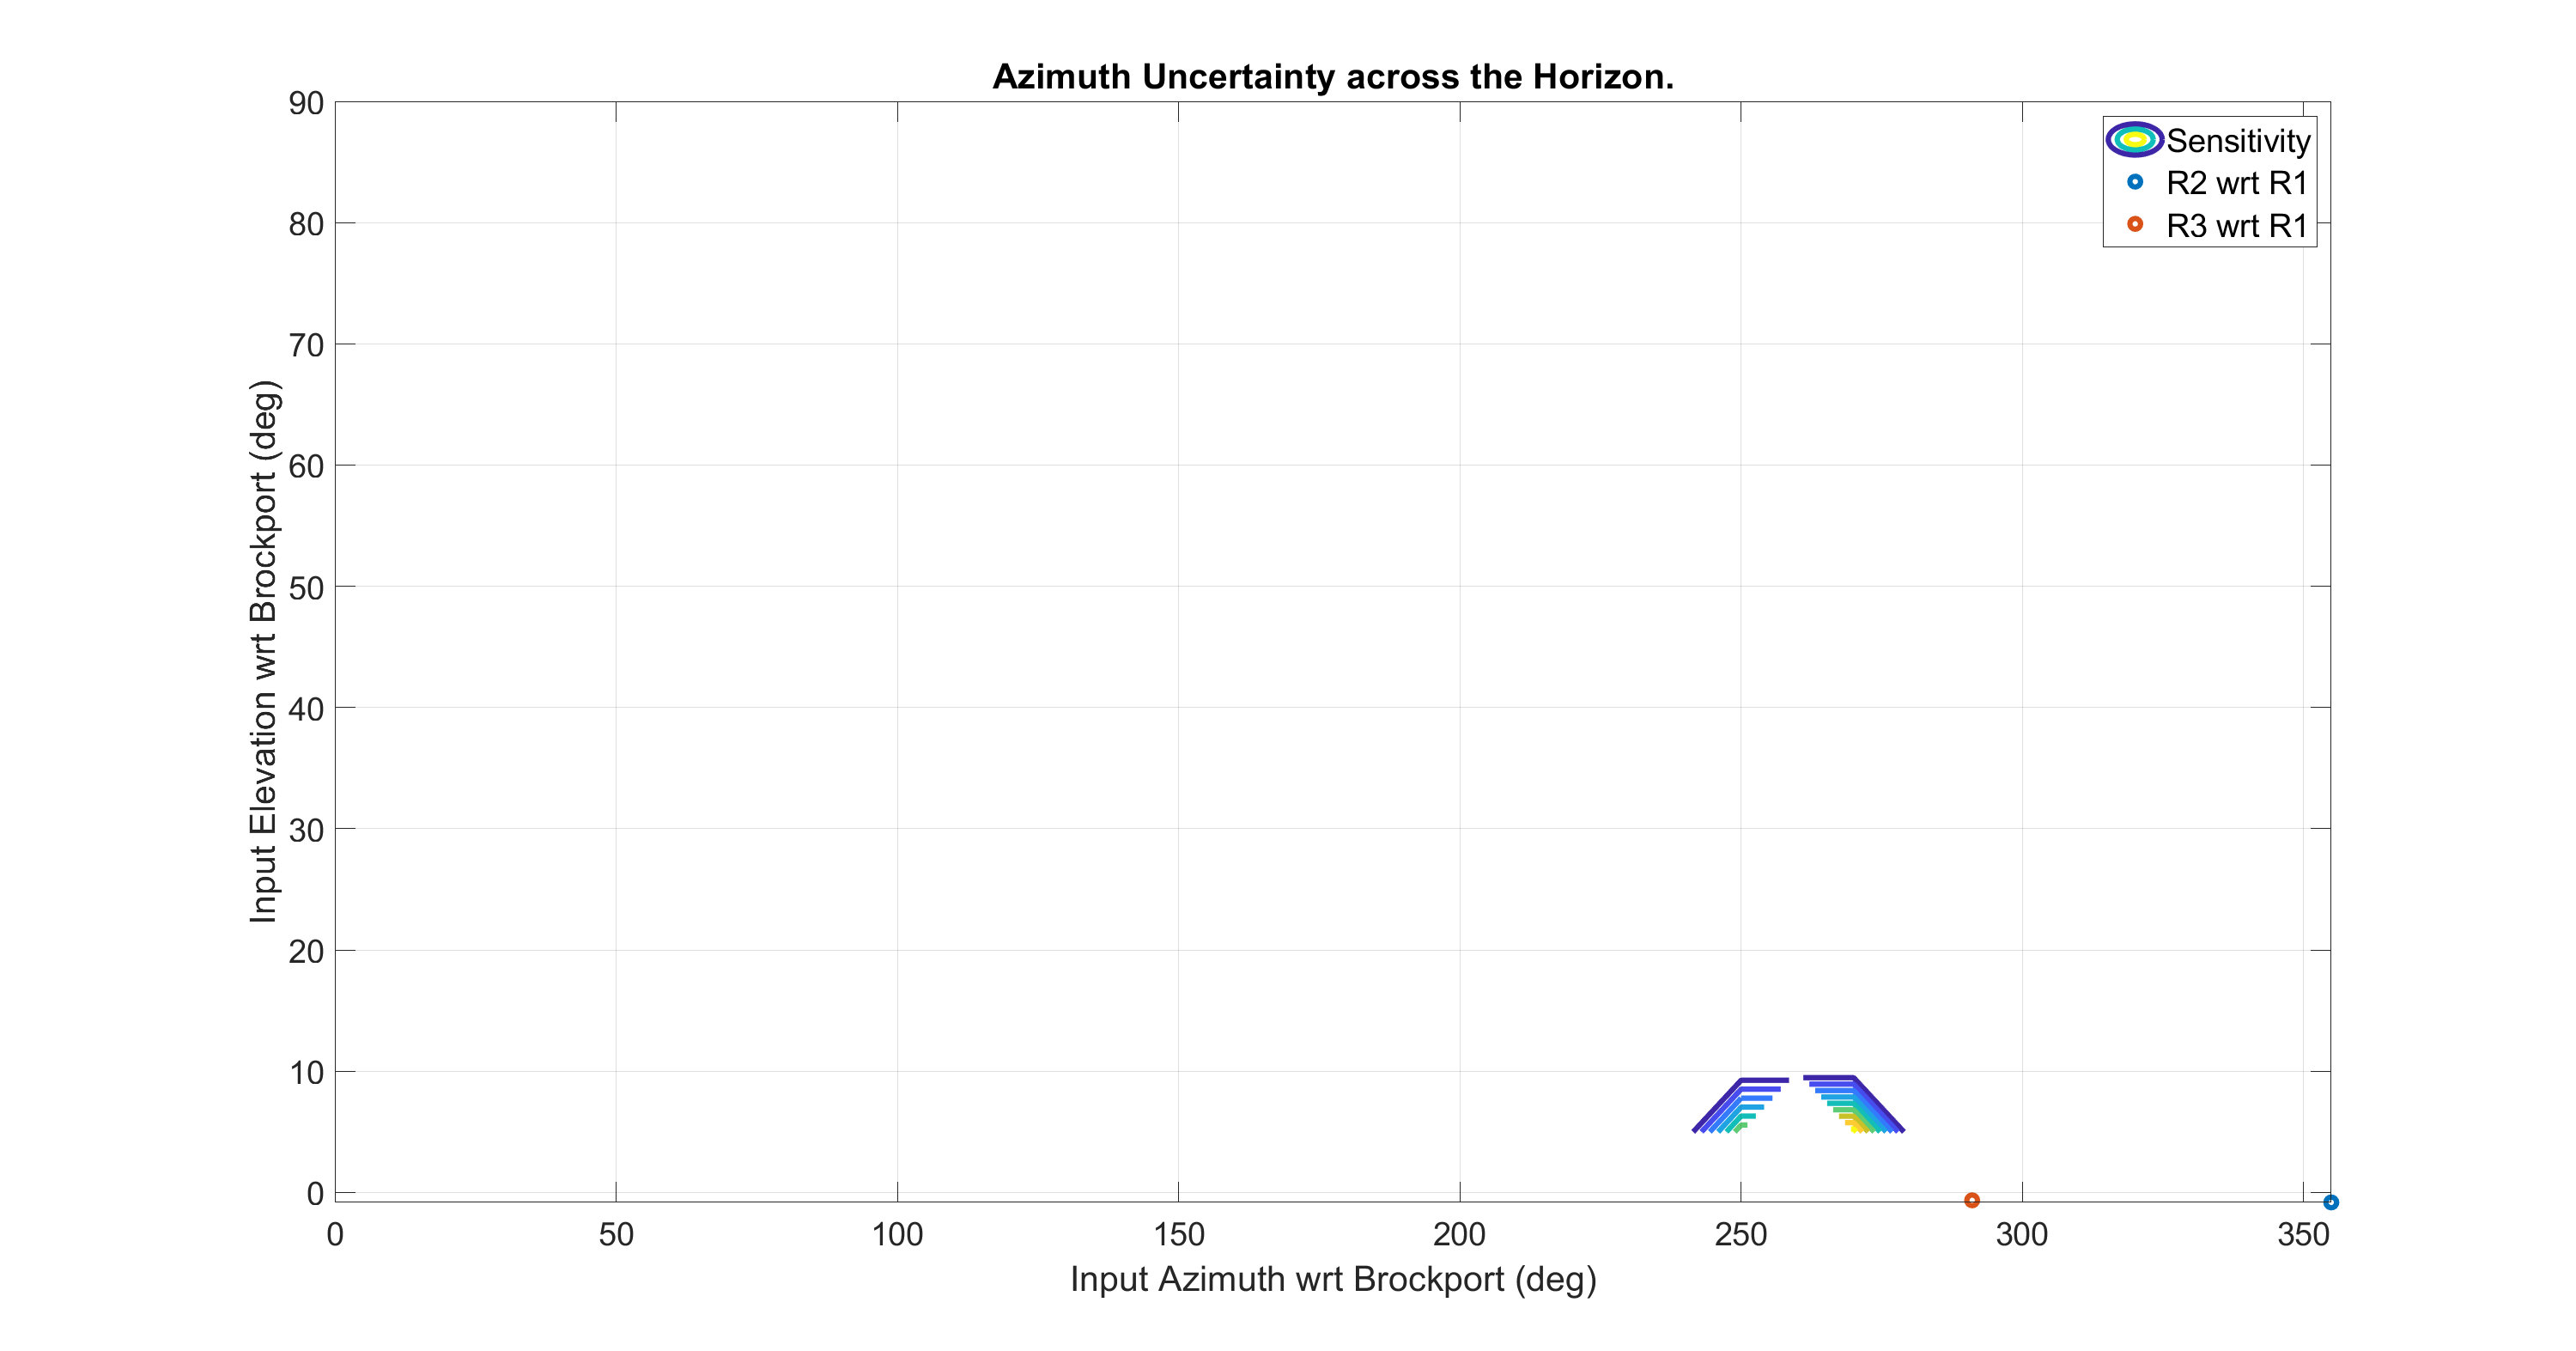 Azimuth Uncertainty across the Horizon.
Sensitivity
R2 wrt R1
R3 wrt R1
Input Elevation wrt Brockport (deg)
90
80
70
60
50
40
30
20
10
0
0 50 100 150 200 250 300 350
Input Azimuth wrt Brockport (deg)